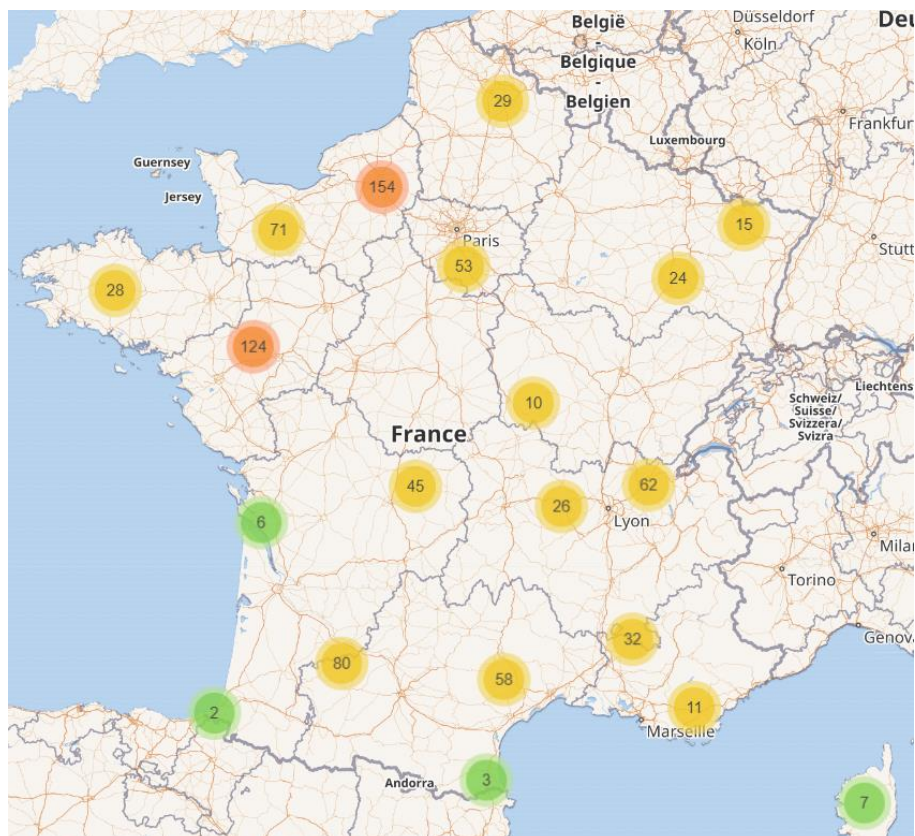 België
-
Belgique
-
Belgien
Düsseldorf
Köln
Deu
29
Frankfur
Luxembourg
Guernsey
Jersey
154
71
Paris
15
Stutt
53
24
28
124
Liechtens
Schweiz/
Suisse/
Svizzera/
Svizra
10
France
45
62
26
Lyon
6
Milan
Torino
32
Genova
80
58
2
11
Marseille
3
Andorra
7